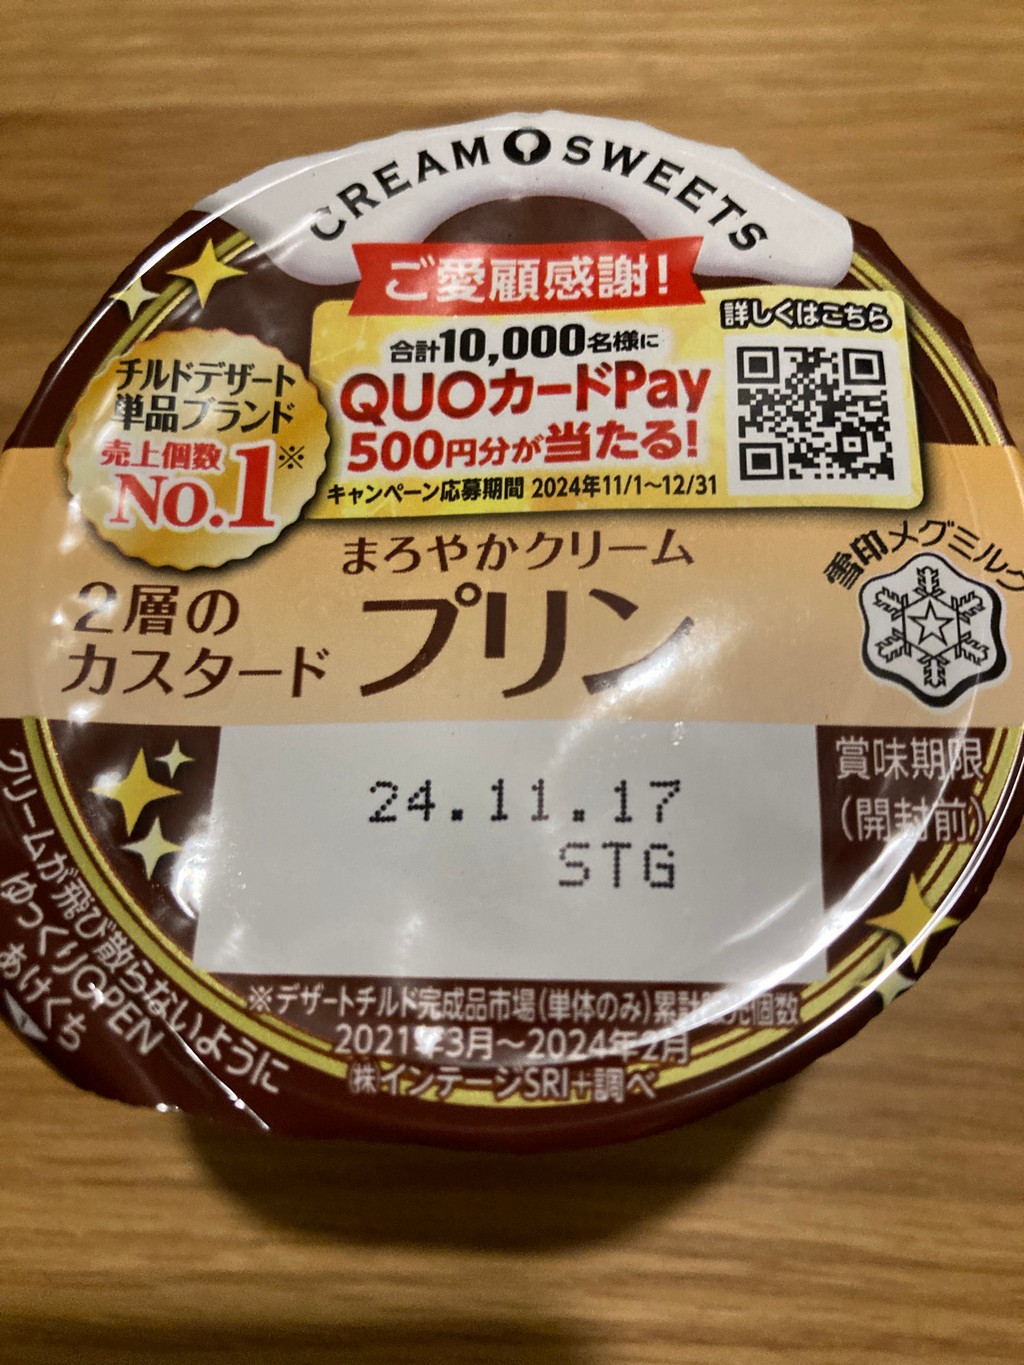 CREAM SWEETS
ご愛顧感謝!
詳しくはこちら
合計10,000名様に
QUOカードPay
500円分が当たる!
キャンペーン応募期間 2024年11/1~12/31
チルドデザート
単品ブランド
売上個数※
No.1
まろやかクリーム
2層の
カスタード
プリン
雪印メグミルク
24.11.17
STG
賞味期限
(開封前)
クリームが飛び散らないように
ゆっくりOPEN
あけくち
※デザートチルド完成品市場(単体のみ)累計販売個数
2021年3月~2024年2月
㈱インテージSRI+調べ